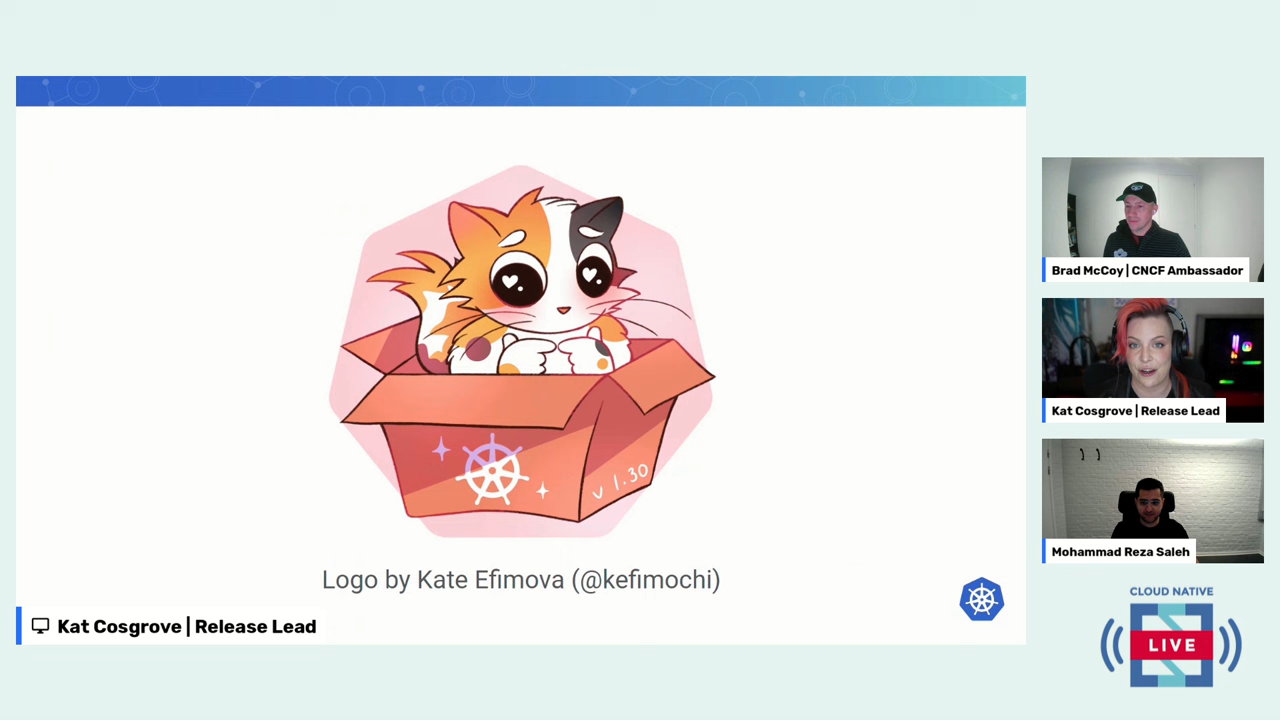 v 1.30
Logo by Kate Efimova (@kefimochi)
Kat Cosgrove | Release Lead
Brad McCoy | CNCF Ambassador
Kat Cosgrove | Release Lead
Mohammad Reza Saleh
CLOUD NATIVE
LIVE